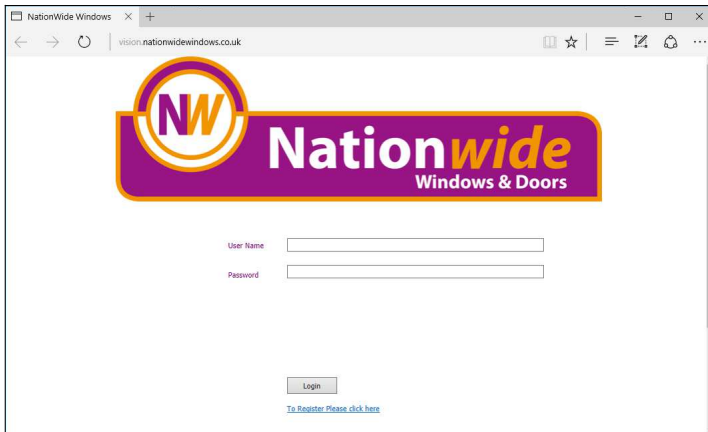 NationWide Windows
vision.nationwidewindows.co.uk
NW
Nationwide
Windows & Doors
User Name
Password
Login
To Register Please click here